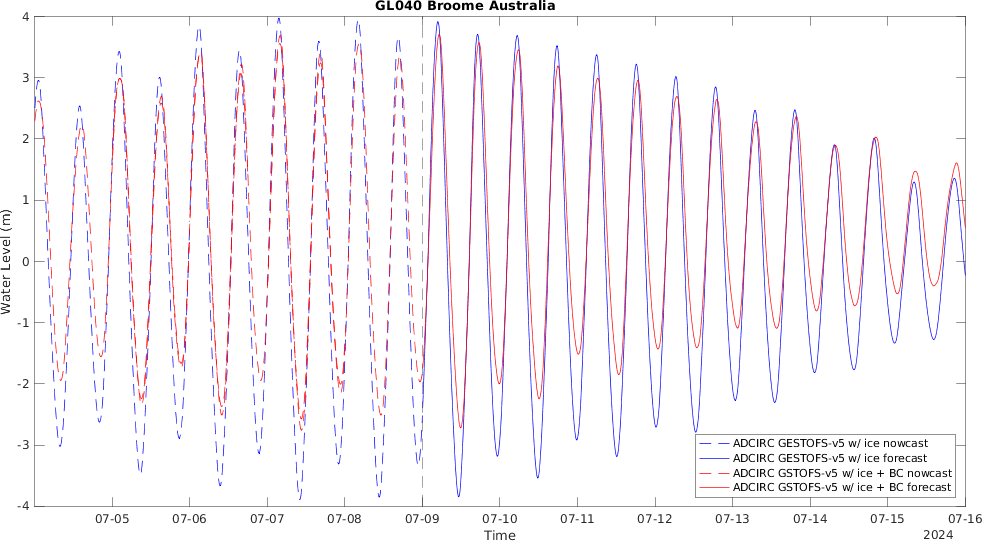 GL040 Broome Australia
4
3
2
1
0
-1
-2
-3
-4
Water Level (m)
ADCIRC GESTOFS-v5 w/ ice nowcast
ADCIRC GESTOFS-v5 w/ ice forecast
ADCIRC GSTOFS-v5 w/ ice + BC nowcast
ADCIRC GSTOFS-v5 w/ ice + BC forecast
07-05 07-06 07-07 07-08 07-09 07-10 07-11 07-12 07-13 07-14 07-15 07-16
Time
2024